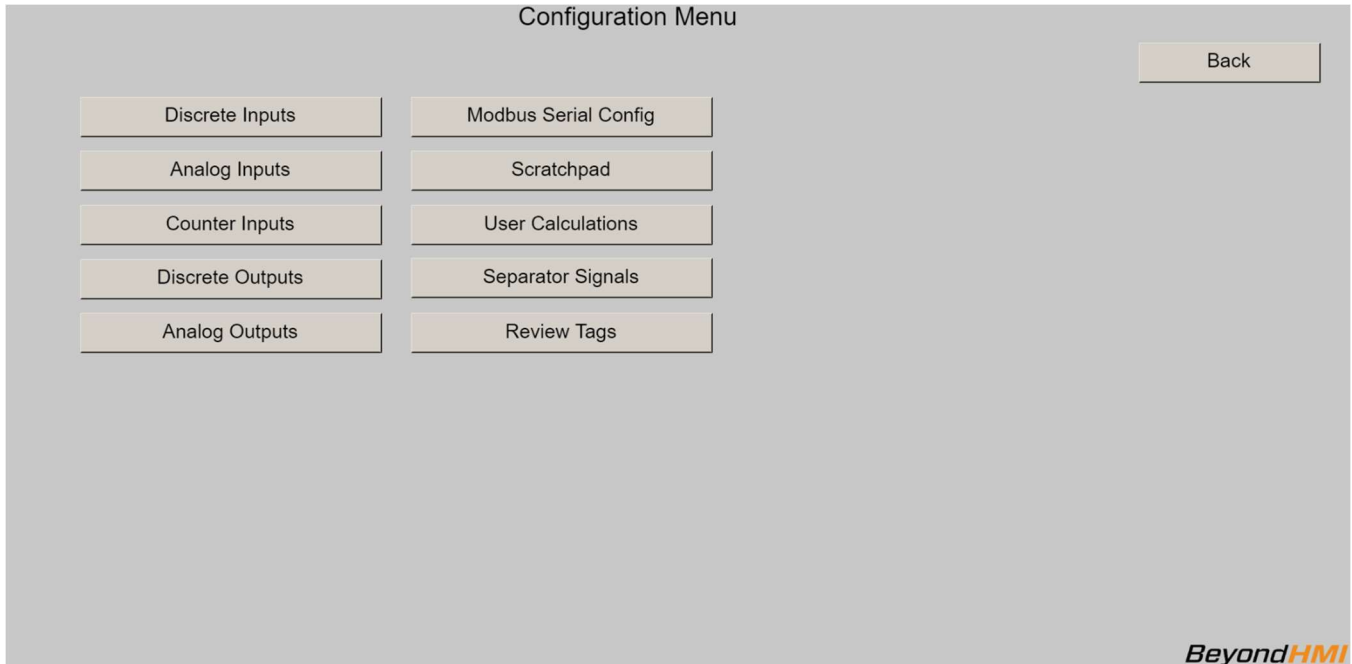 Configuration Menu
Back
Discrete Inputs
Modbus Serial Config
Analog Inputs
Scratchpad
Counter Inputs
User Calculations
Discrete Outputs
Separator Signals
Analog Outputs
Review Tags
BeyondHMI